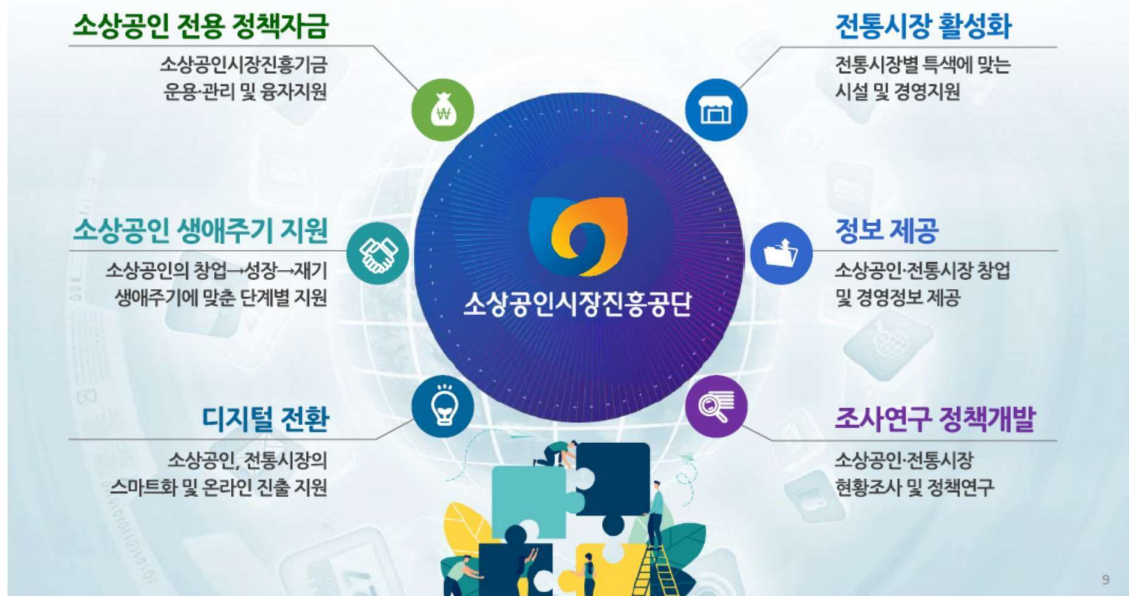 소상공인 전용 정책자금
소상공인시장진흥기금
운용·관리 및 융자지원
전통시장 활성화
전통시장별 특색에 맞는
시설 및 경영지원
소상공인 생애주기 지원
소상공인의 창업→성장→재기
생애주기에 맞춘 단계별 지원
소상공인시장진흥공단
정보 제공
소상공인·전통시장 창업
및 경영정보 제공
디지털 전환
소상공인, 전통시장의
스마트화 및 온라인 진출 지원
조사연구 정책개발
소상공인·전통시장
현황조사 및 정책연구
9